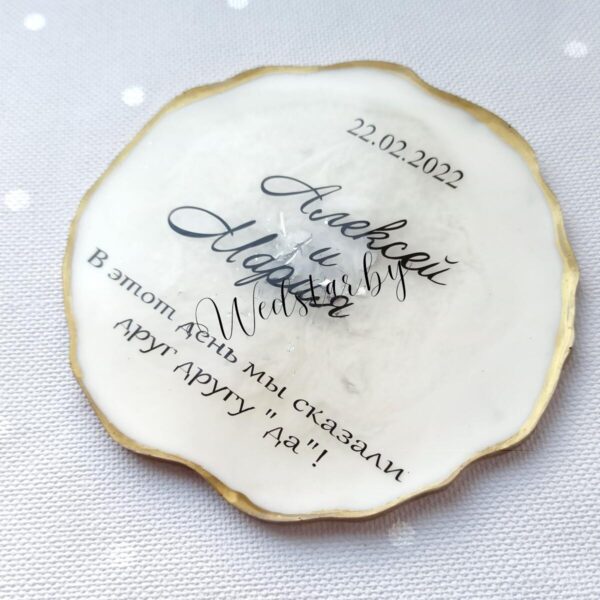 22.02.2022
Алексей
и
Мария
Wedstar.by
В этот день мы сказали
друг другу "да"!